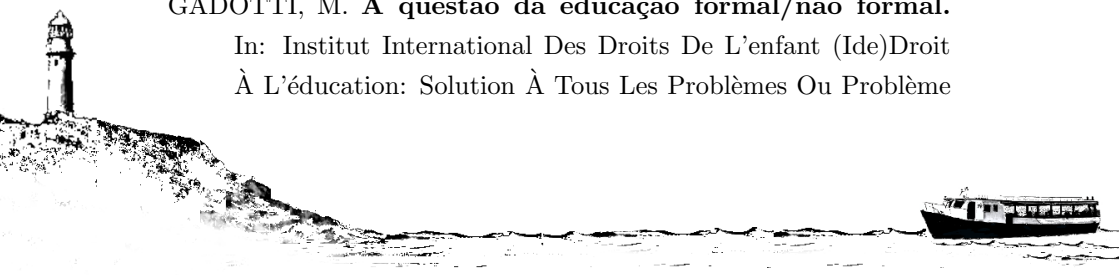 GADOTTI, M. A questão da educação formal/não formal.
In: Institut International Des Droits De L'enfant (Ide)Droit
À L'éducation: Solution À Tous Les Problèmes Ou Problème